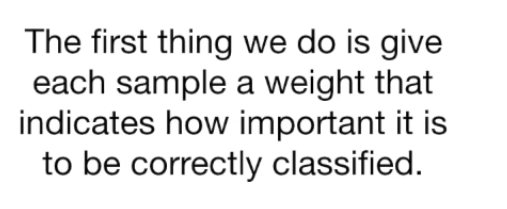 The first thing we do is give
each sample a weight that
indicates how important it is
to be correctly classified.